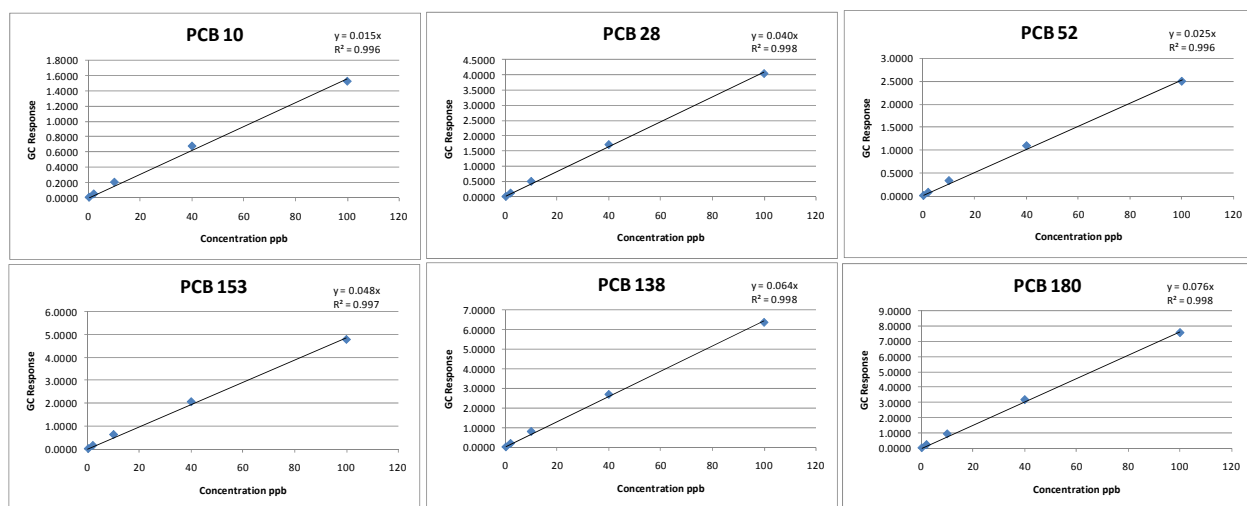 PCB 10
y = 0.015x
R² = 0.996
1.8000
1.6000
1.4000
1.2000
1.0000
0.8000
0.6000
0.4000
0.2000
0.0000
GC Response
0 20 40 60 80 100 120
Concentration ppb
PCB 28
y = 0.040x
R² = 0.998
4.5000
4.0000
3.5000
3.0000
2.5000
2.0000
1.5000
1.0000
0.5000
0.0000
GC Response
0 20 40 60 80 100 120
Concentration ppb
PCB 52
y = 0.025x
R² = 0.996
3.0000
2.5000
2.0000
1.5000
1.0000
0.5000
0.0000
GC Response
0 20 40 60 80 100 120
Concentration ppb
PCB 153
y = 0.048x
R² = 0.997
6.0000
5.0000
4.0000
3.0000
2.0000
1.0000
0.0000
GC Response
0 20 40 60 80 100 120
Concentration ppb
PCB 138
y = 0.064x
R² = 0.998
7.0000
6.0000
5.0000
4.0000
3.0000
2.0000
1.0000
0.0000
GC Response
0 20 40 60 80 100 120
Concentration ppb
PCB 180
y = 0.076x
R² = 0.998
9.0000
8.0000
7.0000
6.0000
5.0000
4.0000
3.0000
2.0000
1.0000
0.0000
GC Response
0 20 40 60 80 100 120
Concentration ppb